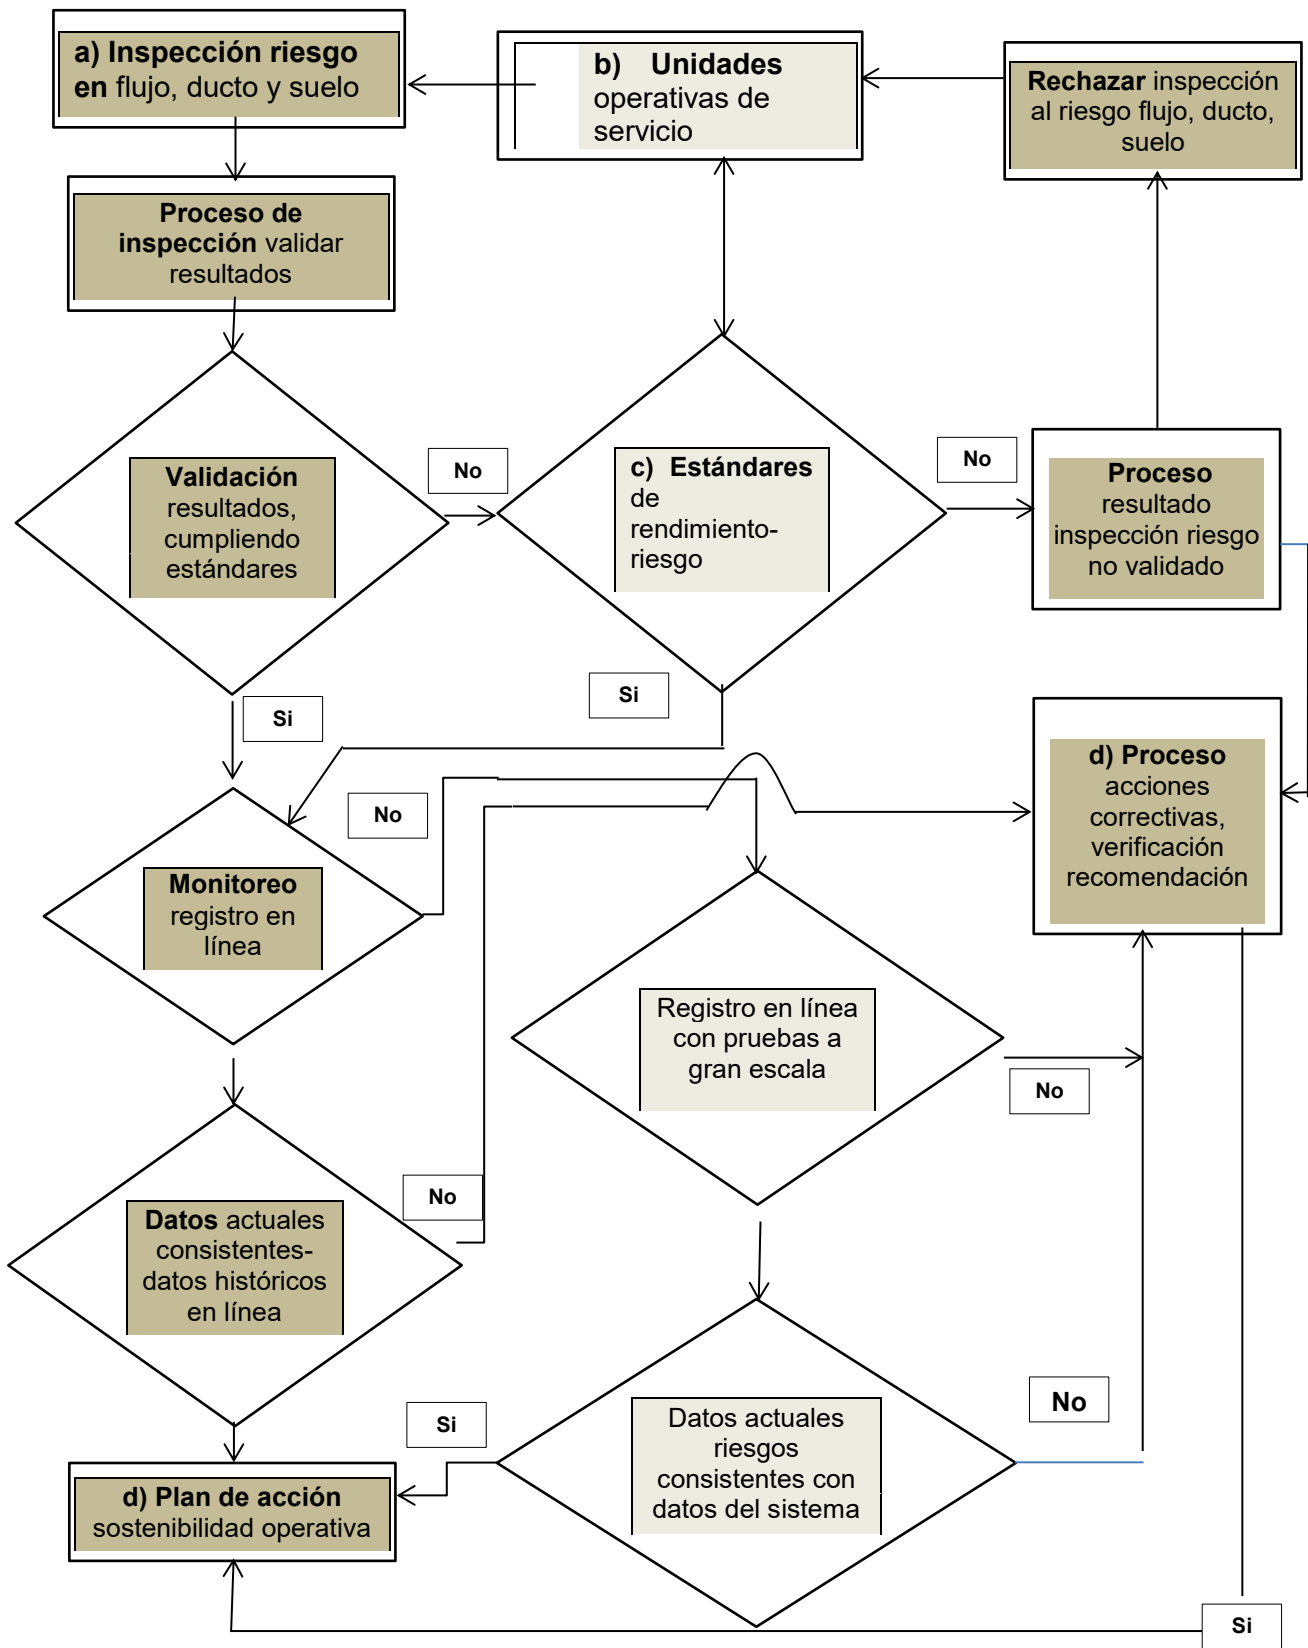 a) Inspección riesgo
en flujo, ducto y suelo
b) Unidades
operativas de
servicio
Rechazar inspección
al riesgo flujo, ducto,
suelo
Proceso de
inspección validar
resultados
Validación
resultados,
cumpliendo
estándares
No
c) Estándares
de
rendimiento-
riesgo
No
Proceso
resultado
inspección riesgo
no validado
Si
Si
d) Proceso
acciones
correctivas,
verificación
recomendación
No
Monitoreo
registro en
línea
Registro en línea
con pruebas a
gran escala
No
No
Datos actuales
consistentes-
datos históricos
en línea
Si
Datos actuales
riesgos
consistentes con
datos del sistema
No
d) Plan de acción
sostenibilidad operativa
Si